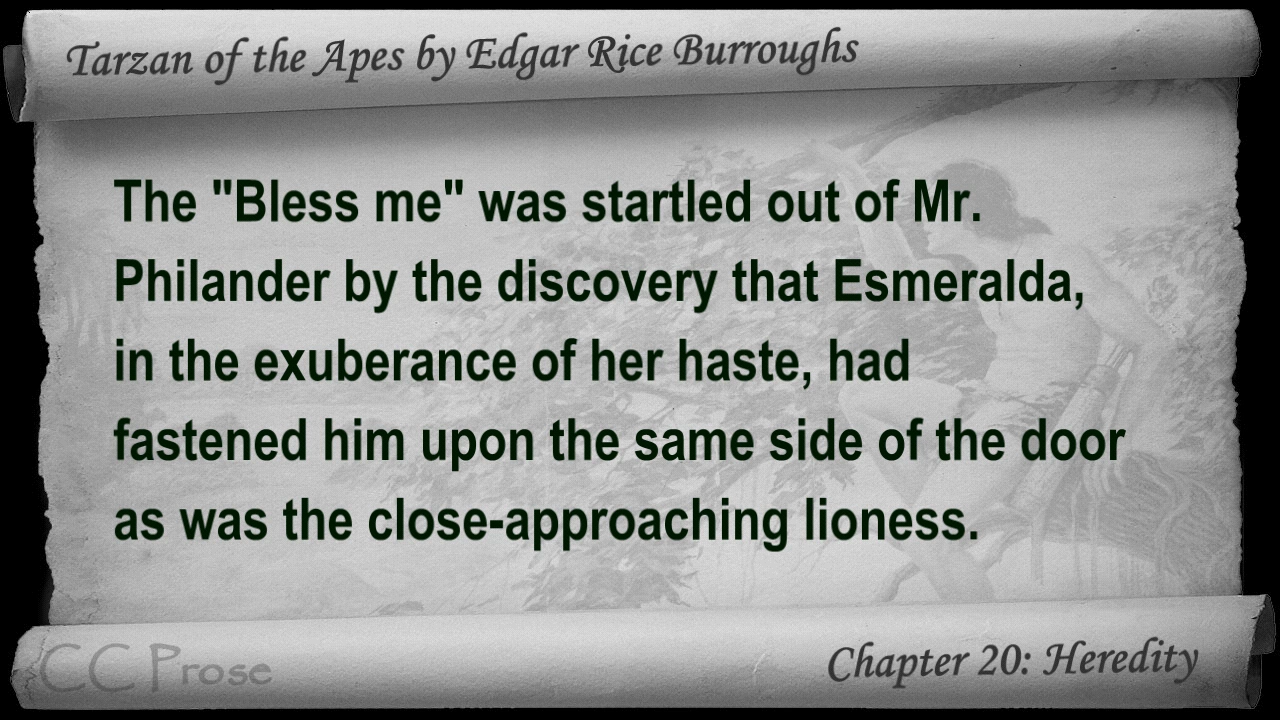 Tarzan of the Apes by Edgar Rice Burroughs
The "Bless me" was startled out of Mr.
Philander by the discovery that Esmeralda,
in the exuberance of her haste, had
fastened him upon the same side of the door
as was the close-approaching lioness.
CC Prose
Chapter 20: Heredity